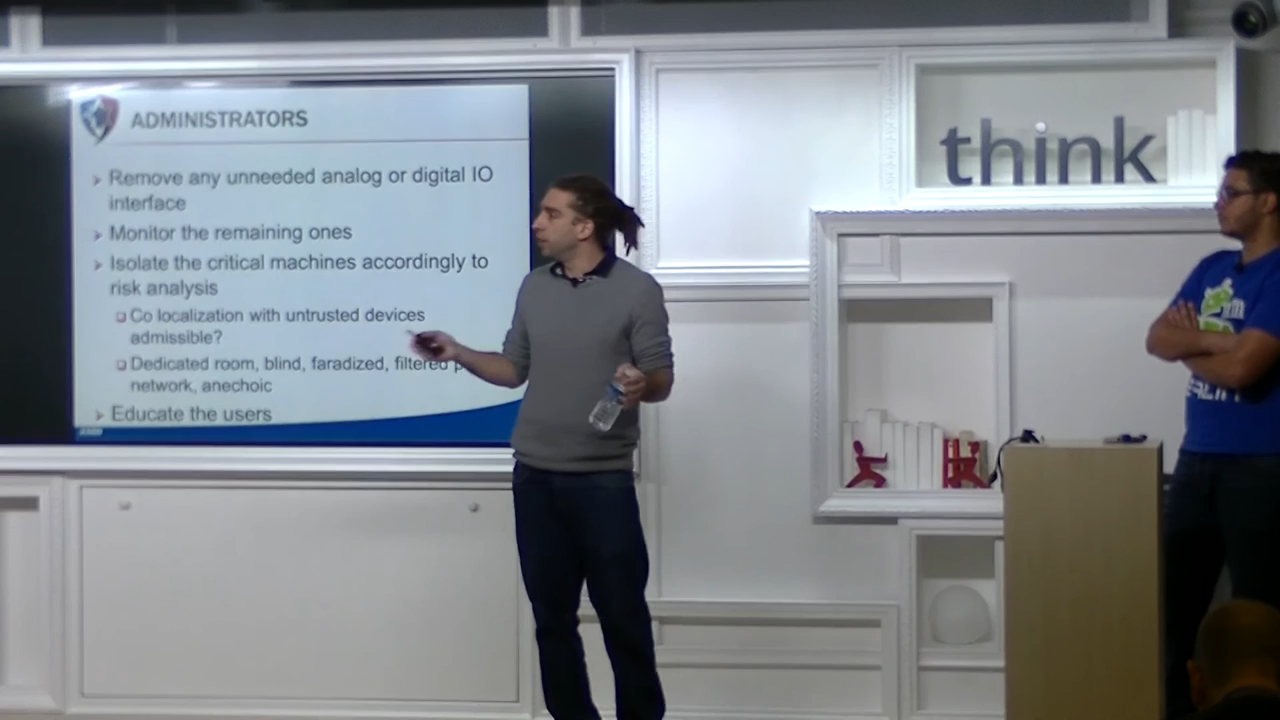 ADMINISTRATORS
Remove any unneeded analog or digital IO
interface
Monitor the remaining ones
Isolate the critical machines accordingly to
risk analysis
Co localization with untrusted devices
admissible?
Dedicated room, blind, faradized, filtered p
network, anechoic
Educate the users
think